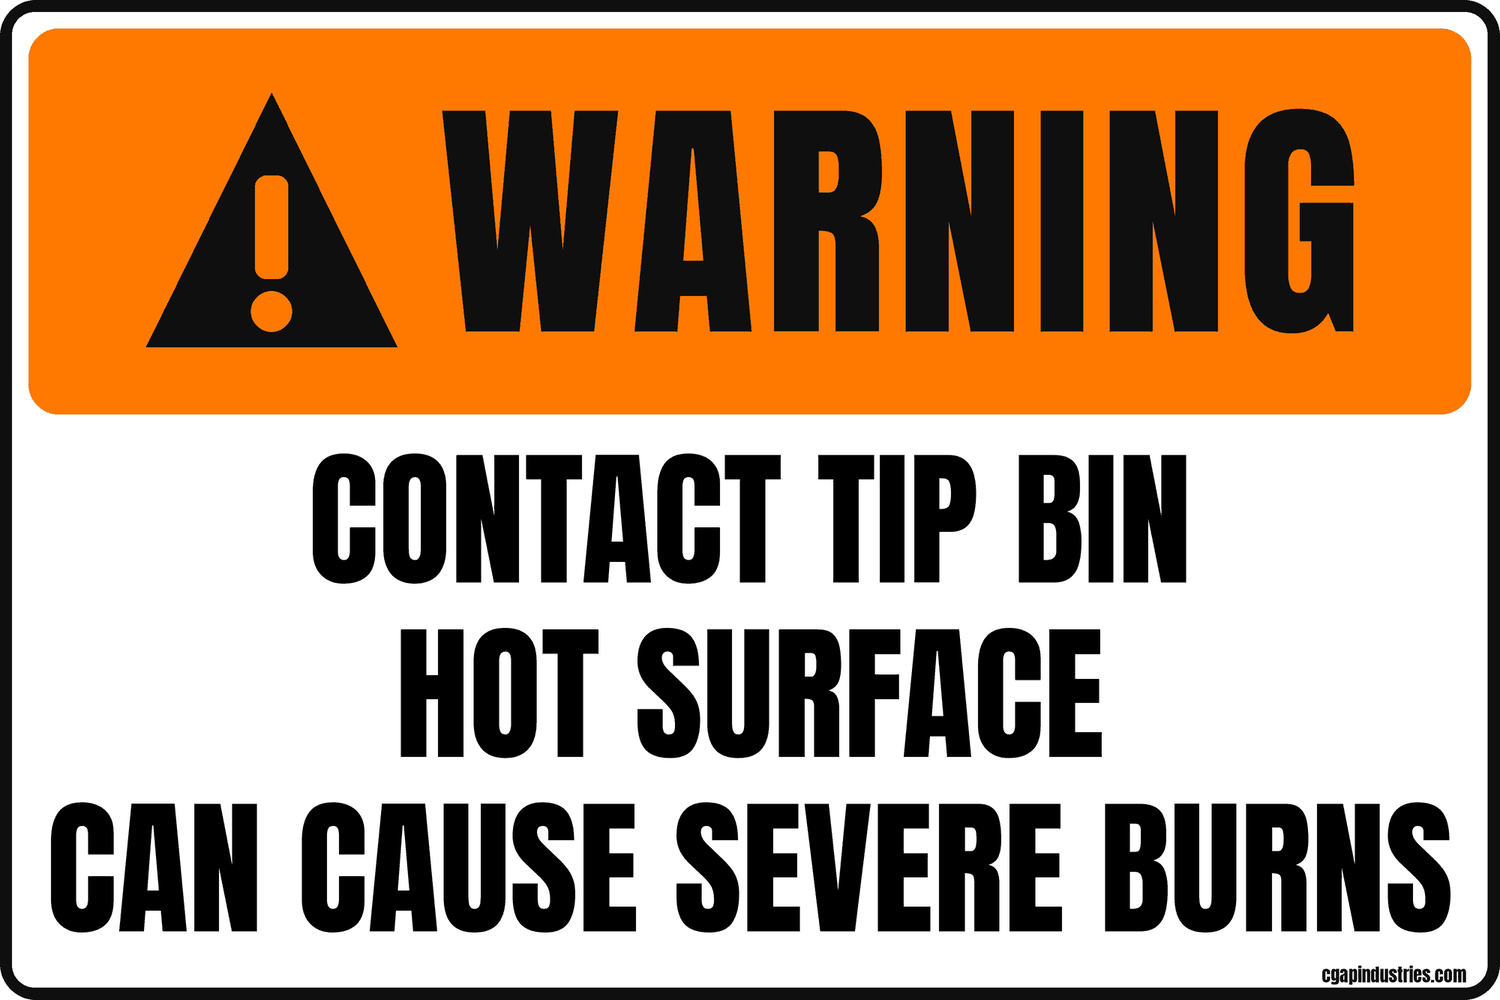 WARNING
CONTACT TIP BIN
HOT SURFACE
CAN CAUSE SEVERE BURNS
cgapindustries.com